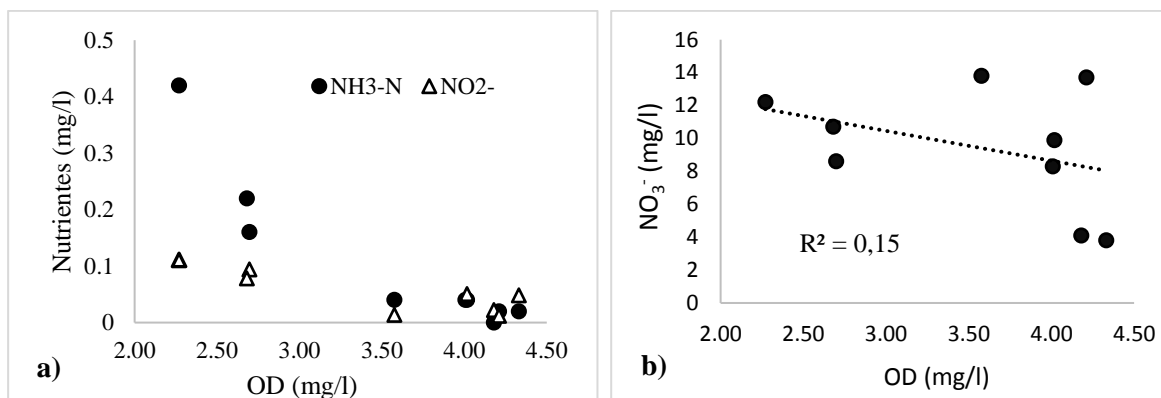 0.5
0.4
0.3
0.2
0.1
0
Nutrientes (mg/l)
NH3-N
NO2-
2.00 2.50 3.00 3.50 4.00 4.50
OD (mg/l)
a)
16
14
12
10
8
6
4
2
0
NO₃⁻ (mg/l)
R² = 0,15
2.00 2.50 3.00 3.50 4.00 4.50
OD (mg/l)
b)